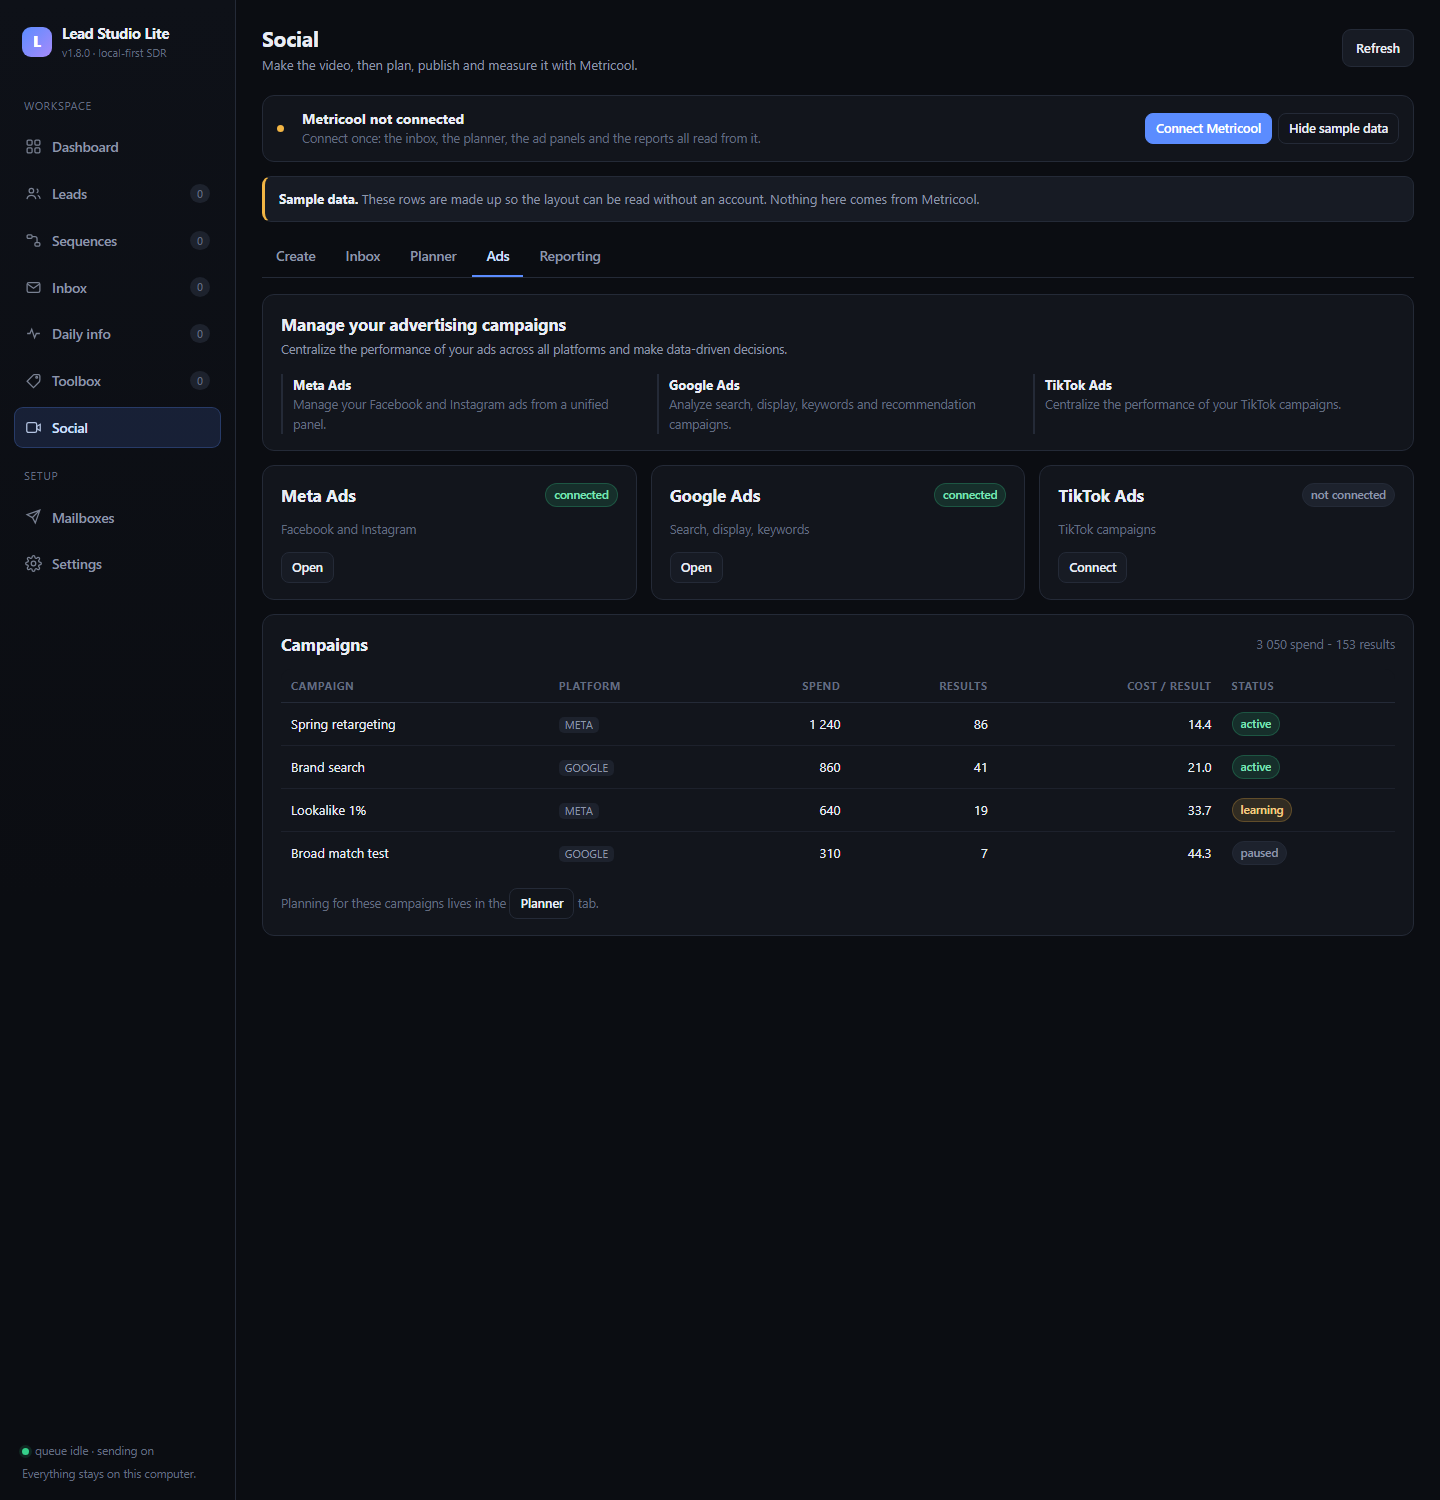 L
Lead Studio Lite
v1.8.0 · local-first SDR
WORKSPACE
Dashboard
Leads 0
Sequences 0
Inbox 0
Daily info 0
Toolbox 0
Social
SETUP
Mailboxes
Settings
queue idle · sending on
Everything stays on this computer.
Social
Make the video, then plan, publish and measure it with Metricool.
Refresh
Metricool not connected
Connect once: the inbox, the planner, the ad panels and the reports all read from it.
Connect Metricool
Hide sample data
Sample data. These rows are made up so the layout can be read without an account. Nothing here comes from Metricool.
Create Inbox Planner Ads Reporting
Manage your advertising campaigns
Centralize the performance of your ads across all platforms and make data-driven decisions.
Meta Ads
Manage your Facebook and Instagram ads from a unified
panel.
Google Ads
Analyze search, display, keywords and recommendation
campaigns.
TikTok Ads
Centralize the performance of your TikTok campaigns.
Meta Ads connected
Facebook and Instagram
Open
Google Ads connected
Search, display, keywords
Open
TikTok Ads not connected
TikTok campaigns
Connect
Campaigns 3 050 spend - 153 results
CAMPAIGN PLATFORM SPEND RESULTS COST / RESULT STATUS
Spring retargeting META 1 240 86 14.4 active
Brand search GOOGLE 860 41 21.0 active
Lookalike 1% META 640 19 33.7 learning
Broad match test GOOGLE 310 7 44.3 paused
Planning for these campaigns lives in the Planner tab.